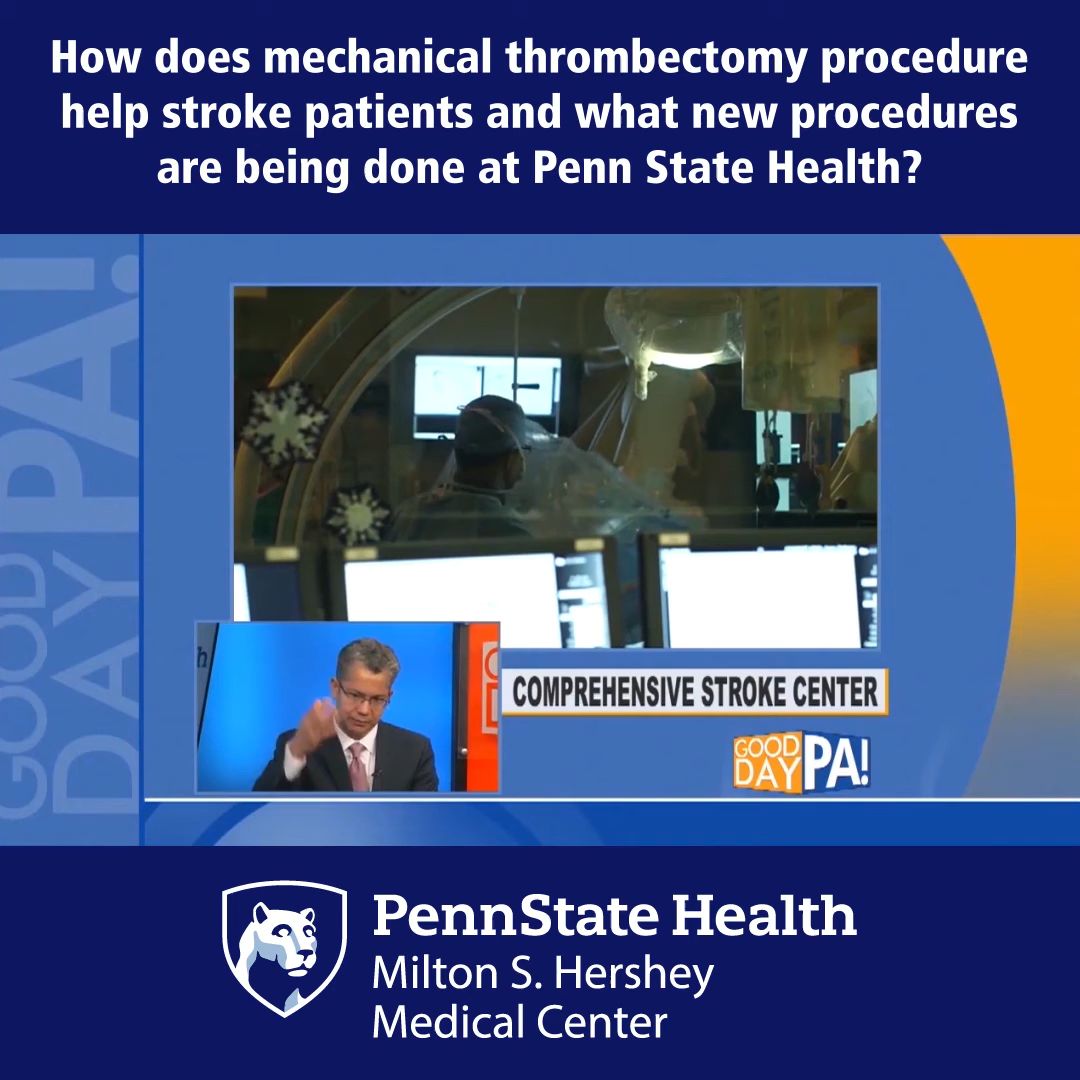 How does mechanical thrombectomy procedure
help stroke patients and what new procedures
are being done at Penn State Health?
GOOD
DAY PA!
h
COMPREHENSIVE STROKE CENTER
GOOD
DAY PA!
PennState Health
Milton S. Hershey
Medical Center